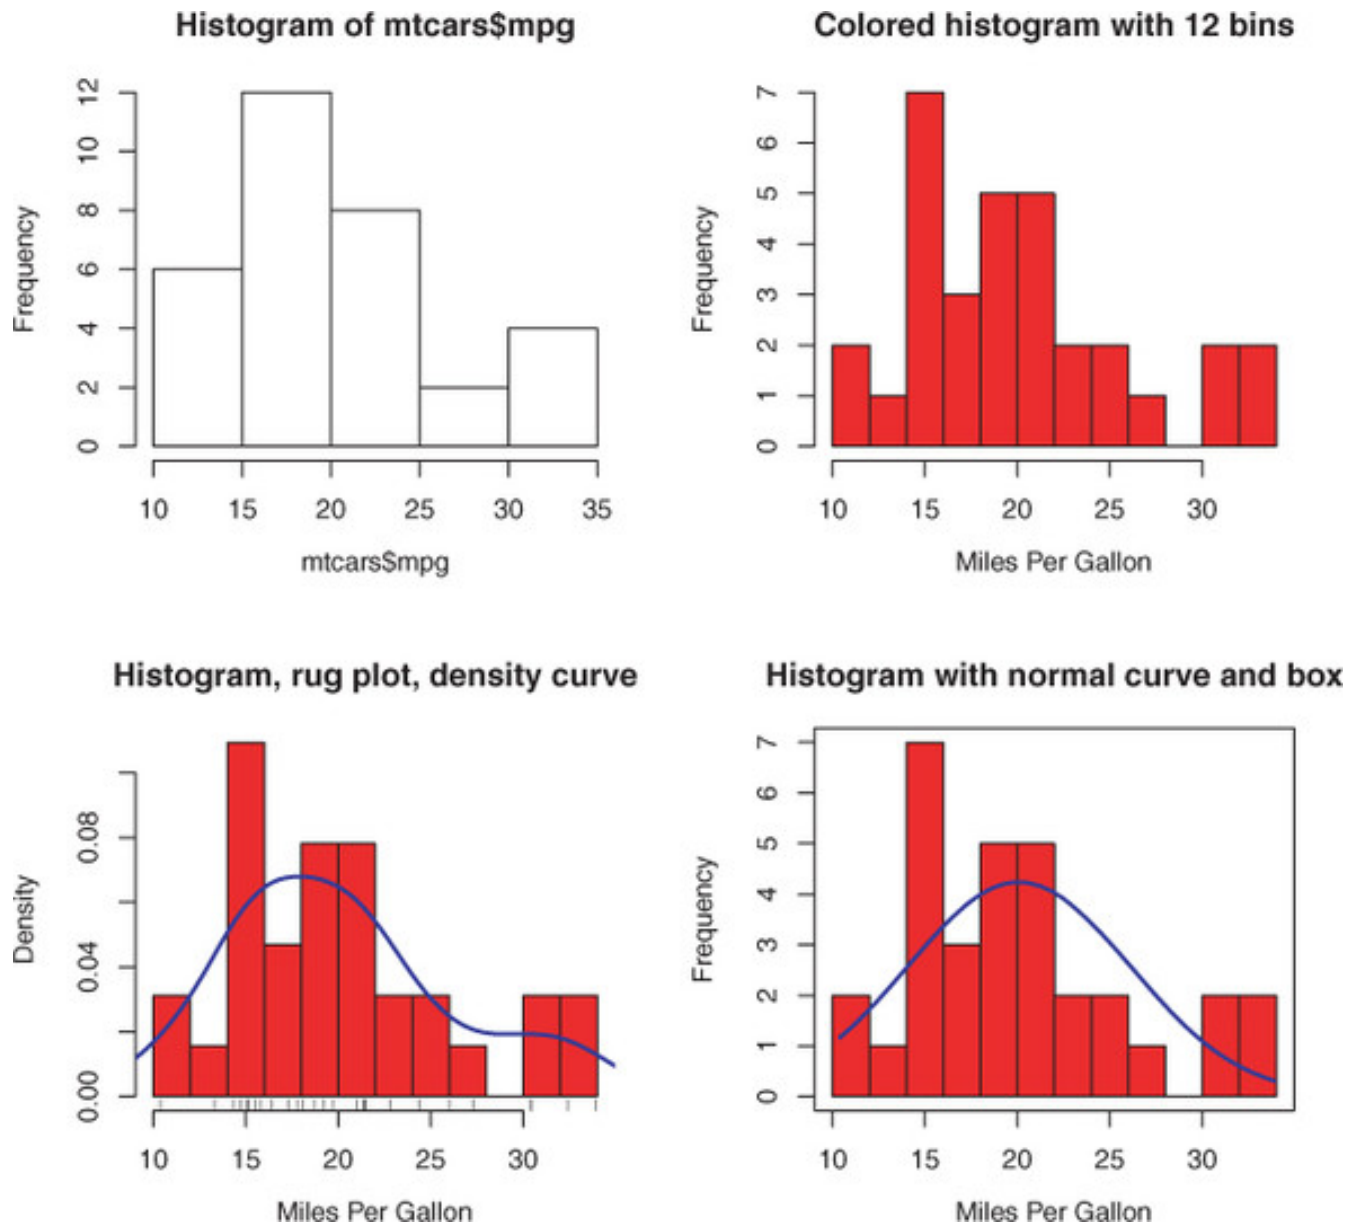 Histogram of mtcars$mpg
Frequency
0 2 4 6 8 10 12
10 15 20 25 30 35
mtcars$mpg
Colored histogram with 12 bins
Frequency
0 1 2 3 4 5 6 7
10 15 20 25 30
Miles Per Gallon
Histogram, rug plot, density curve
Density
0.00 0.04 0.08
10 15 20 25 30
Miles Per Gallon
Histogram with normal curve and box
Frequency
0 1 2 3 4 5 6 7
10 15 20 25 30
Miles Per Gallon